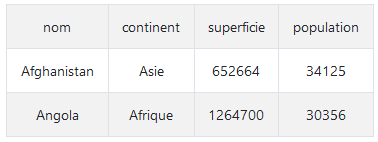 nom continent superficie population
Afghanistan Asie 652664 34125
Angola Afrique 1264700 30356